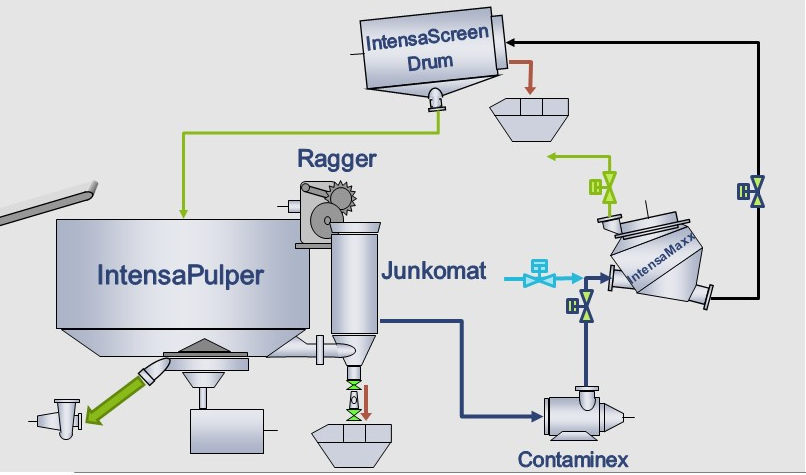 IntensaScreen
Drum
Ragger
IntensaPulper
Junkomat
IntensaMaxx
Contaminex